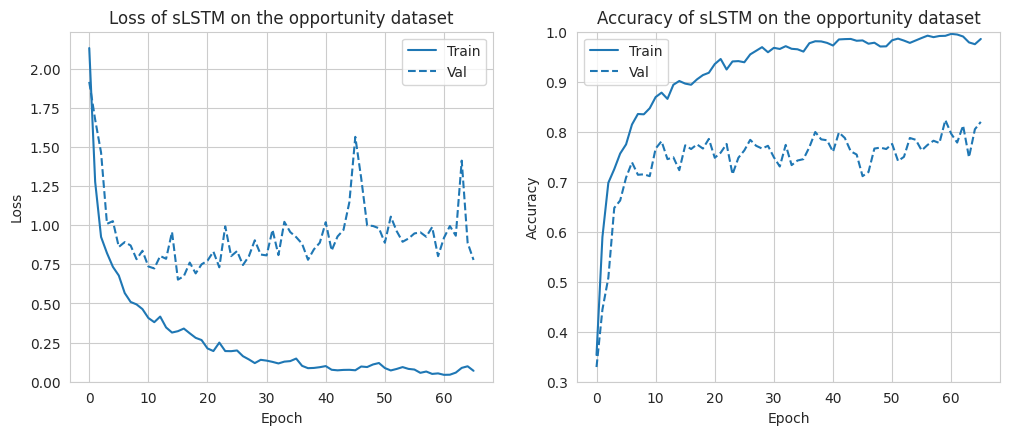 Loss of sLSTM on the opportunity dataset
Train
Val
2.00
1.75
1.50
1.25
1.00
0.75
0.50
0.25
0.00
Loss
0 10 20 30 40 50 60
Epoch
Accuracy of sLSTM on the opportunity dataset
Train
Val
1.0
0.9
0.8
0.7
0.6
0.5
0.4
0.3
Accuracy
0 10 20 30 40 50 60
Epoch